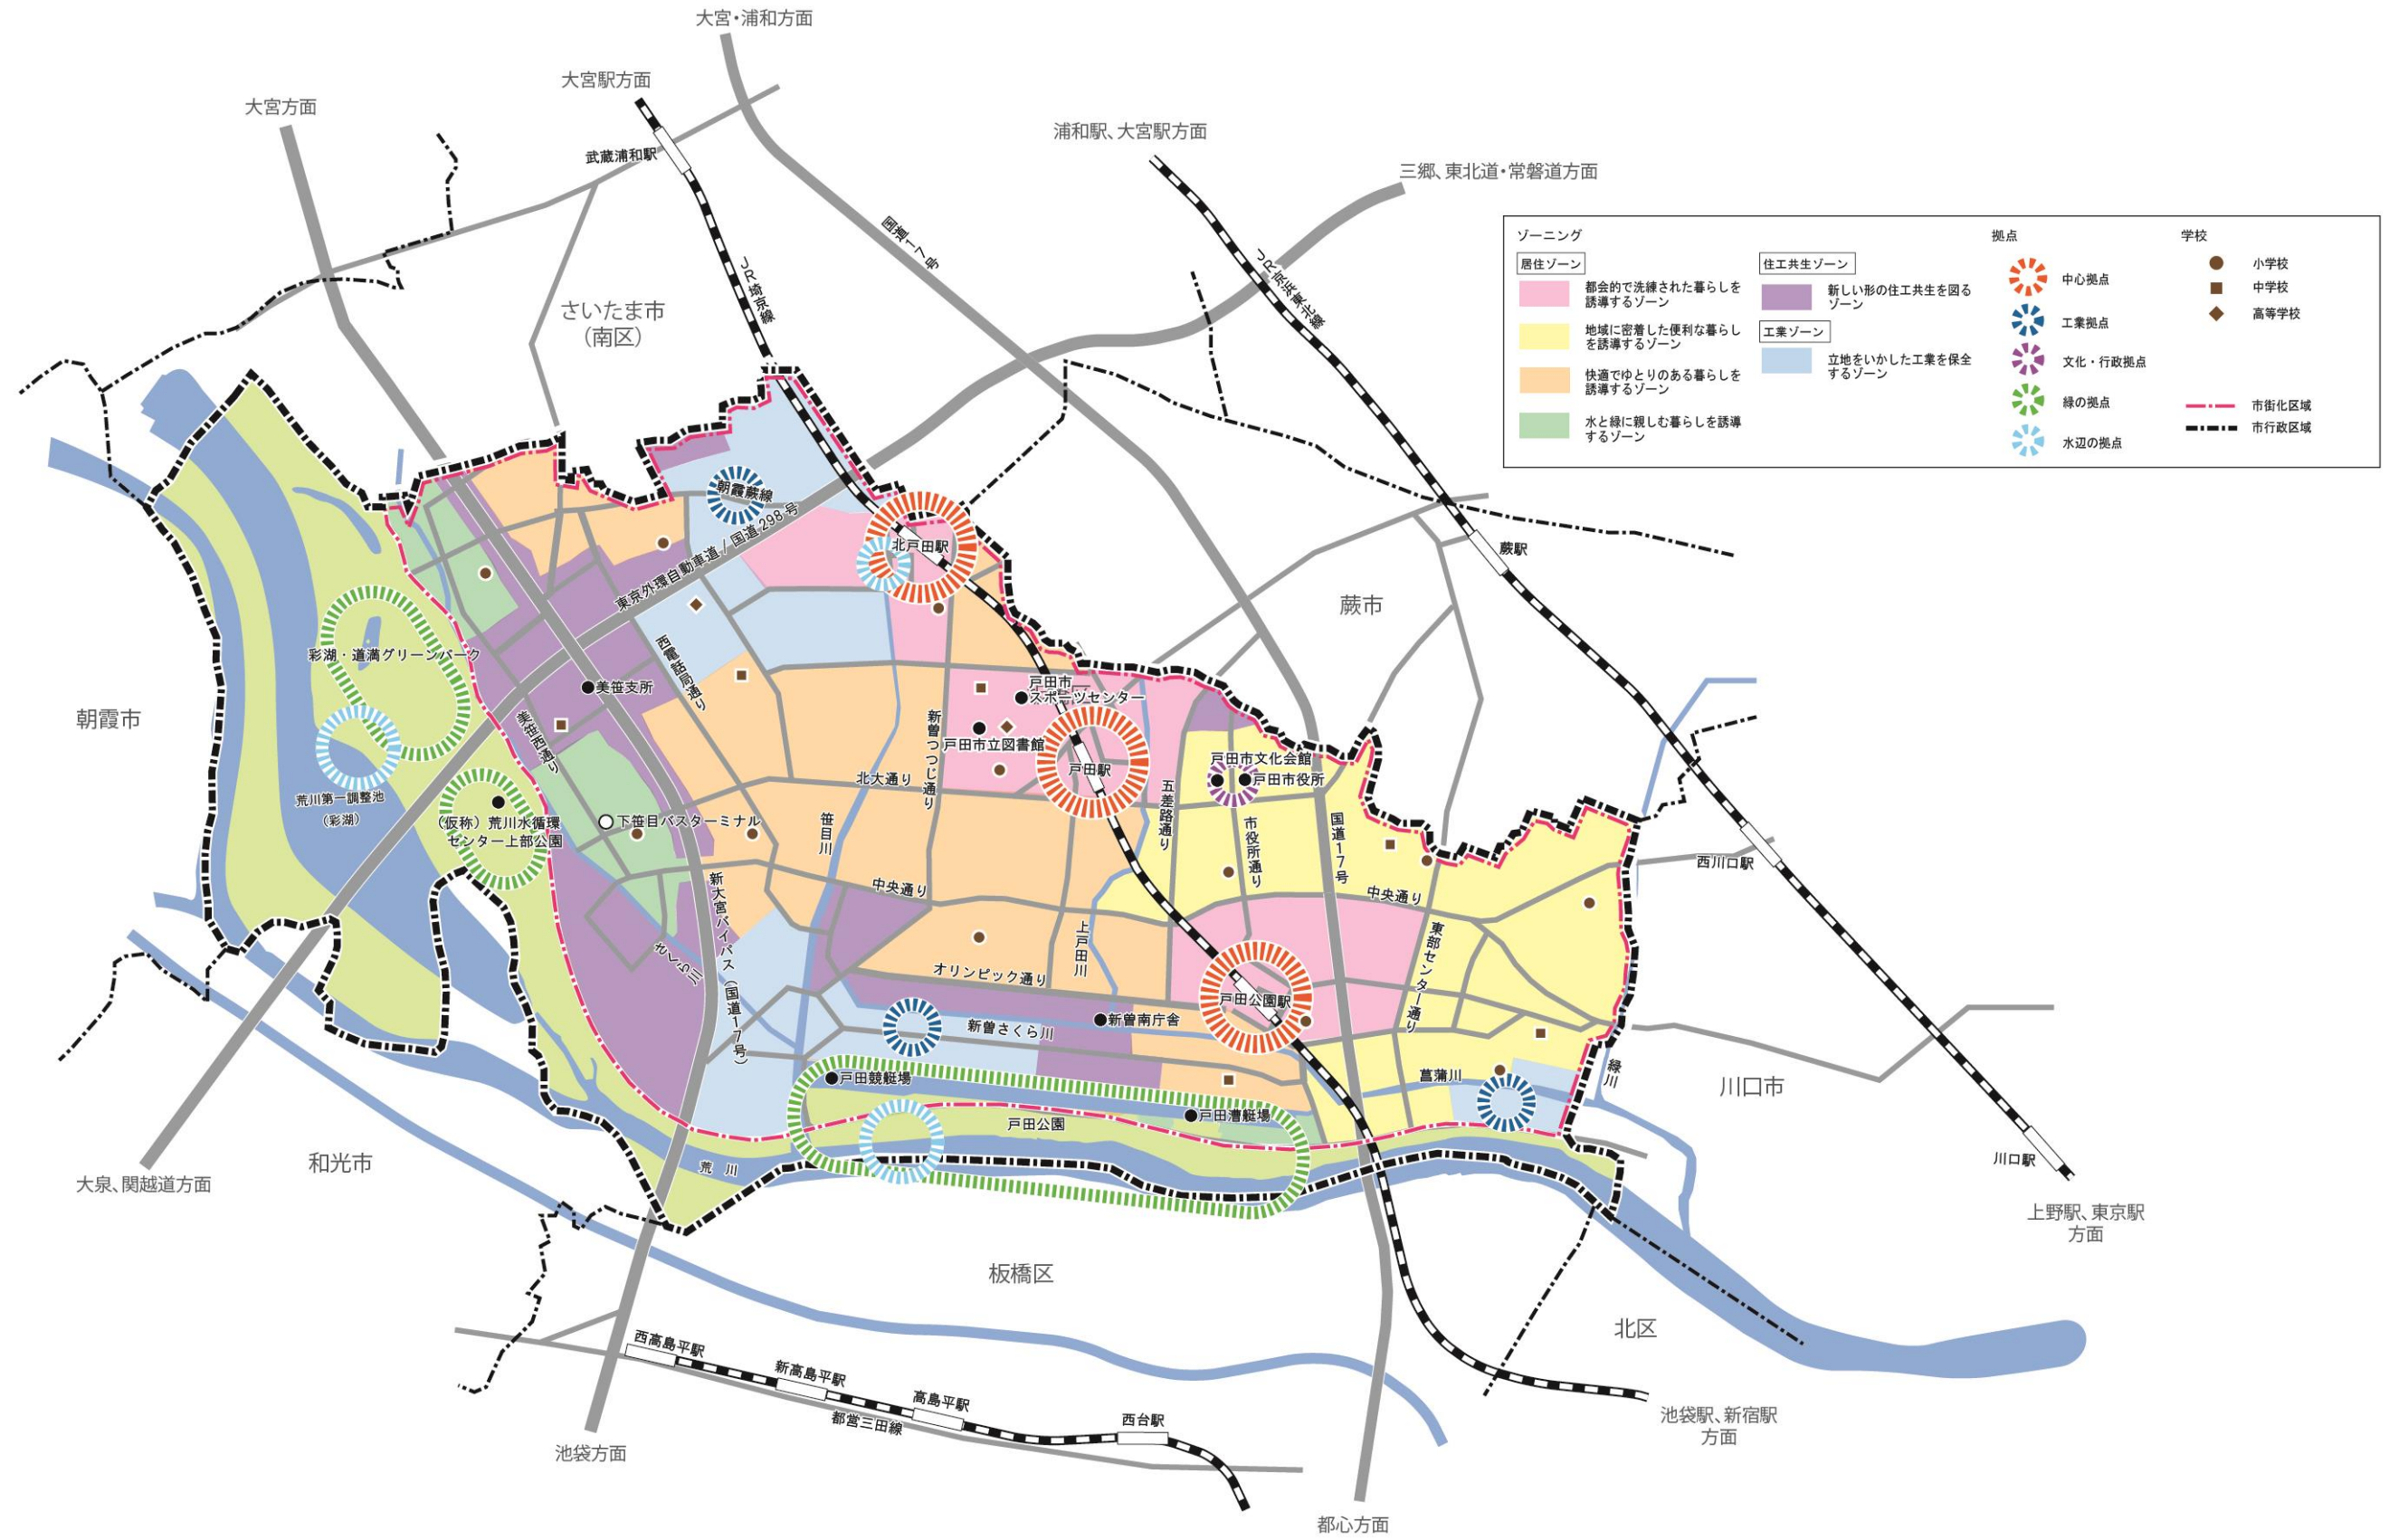 大宮・浦和方面
大宮駅方面
大宮方面
浦和駅、大宮駅方面
三郷、東北道・常磐道方面
武蔵浦和駅
国道17号
JR埼京線
JR京浜東北線
さいたま市
(南区)
ゾーニング
居住ゾーン
都会的で洗練された暮らしを
誘導するゾーン
地域に密着した便利な暮らし
を誘導するゾーン
快適でゆとりのある暮らしを
誘導するゾーン
水と緑に親しむ暮らしを誘導
するゾーン
住工共生ゾーン
新しい形の住工共生を図る
ゾーン
工業ゾーン
立地をいかした工業を保全
するゾーン
拠点
中心拠点
工業拠点
文化・行政拠点
緑の拠点
水辺の拠点
学校
小学校
中学校
高等学校
市街化区域
市行政区域
朝霞蕨線
東京外環自動車道/国道298号
北戸田駅
蕨駅
蕨市
彩湖・道満グリーンパーク
美笹支所
西電話局通り
戸田市
スポーツセンター
戸田市立図書館
新曽つつじ通り
朝霞市
美笹西通り
戸田駅
戸田市文化会館
戸田市役所
北大通り
五差路通り
荒川第一調整池
(彩湖)
(仮称)荒川水循環
センター上部公園
下笹目バスターミナル
笹目川
市役所通り
国道17号
西川口駅
中央通り
中央通り
新大宮バイパス(国道17号)
さくら川
上戸田川
東部センター通り
オリンピック通り
戸田公園駅
新曽南庁舎
新曽さくら川
戸田競艇場
菖蒲川
緑川
川口市
戸田漕艇場
戸田公園
荒川
和光市
大泉、関越道方面
川口駅
上野駅、東京駅
方面
板橋区
北区
西高島平駅
新高島平駅
高島平駅
都営三田線
西台駅
池袋方面
池袋駅、新宿駅
方面
都心方面